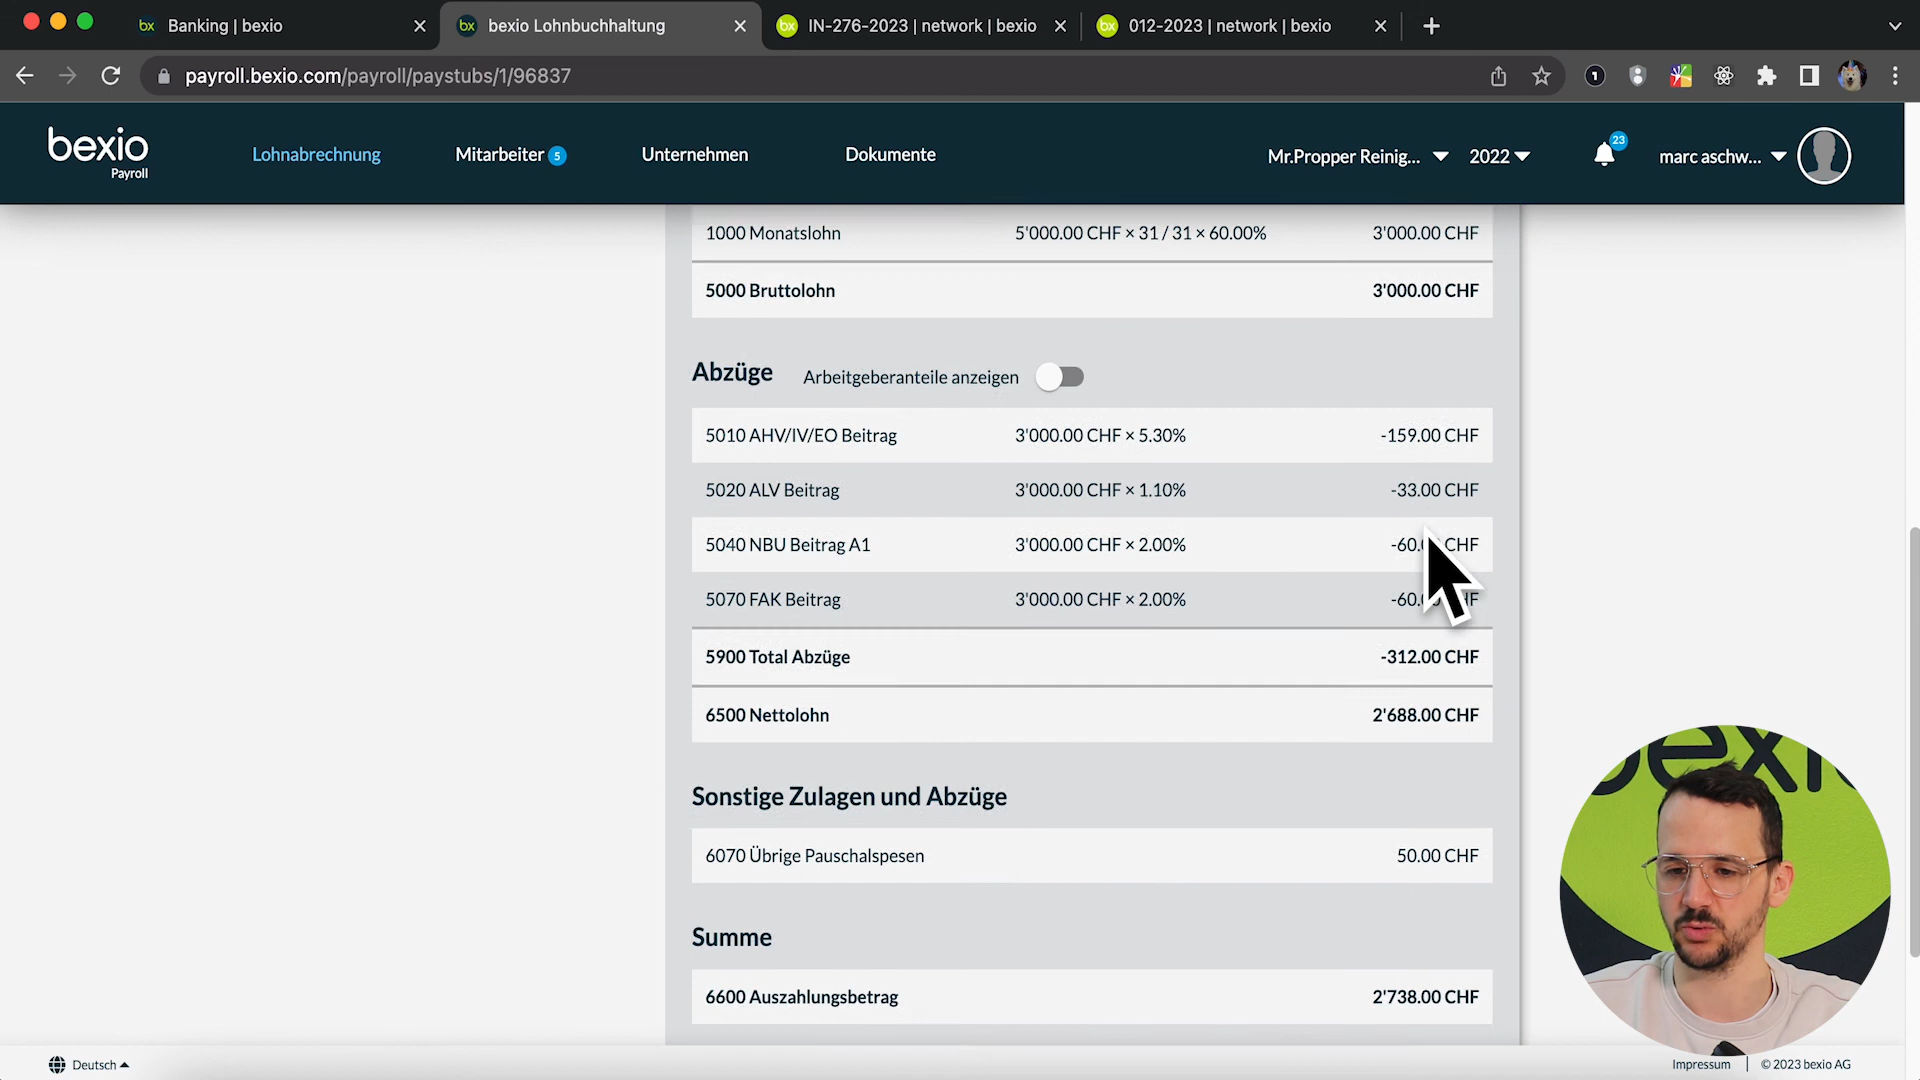 Banking | bexio
bexio Lohnbuchhaltung
IN-276-2023 | network | bexio
012-2023 | network | bexio
payroll.bexio.com/payroll/paystubs/1/96837
bexio
Payroll
Lohnabrechnung
Mitarbeiter 5
Unternehmen
Dokumente
Mr.Propper Reinig...
2022
23
marc aschw...
1000 Monatslohn 5'000.00 CHF × 31 / 31 × 60.00% 3'000.00 CHF
5000 Bruttolohn 3'000.00 CHF
Abzüge Arbeitgeberanteile anzeigen
5010 AHV/IV/EO Beitrag 3'000.00 CHF × 5.30% -159.00 CHF
5020 ALV Beitrag 3'000.00 CHF × 1.10% -33.00 CHF
5040 NBU Beitrag A1 3'000.00 CHF × 2.00% CHF
5070 FAK Beitrag 3'000.00 CHF × 2.00%
5900 Total Abzüge -312.00 CHF
6500 Nettolohn 2'688.00 CHF
Sonstige Zulagen und Abzüge
6070 Übrige Pauschalspesen 50.00 CHF
Summe
6600 Auszahlungsbetrag 2'738.00 CHF
bexio
Deutsch
Impressum | © 2023 bexio AG